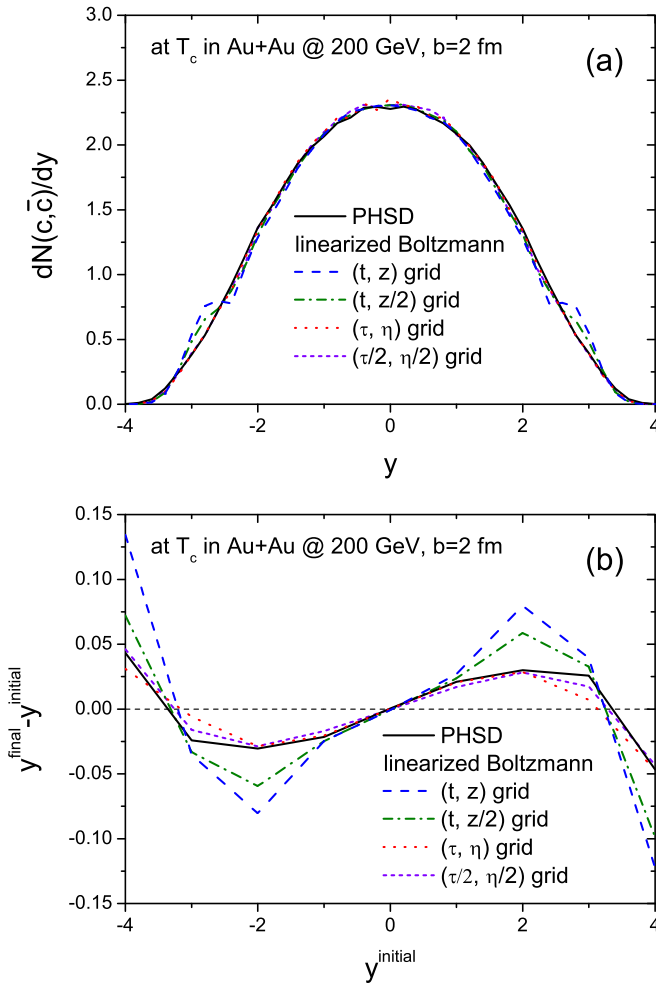 3.0
at T_c in Au+Au @ 200 GeV, b=2 fm
(a)
2.5
2.0
1.5
1.0
0.5
0.0
dN(c,c̄)/dy
PHSD
linearized Boltzmann
(t, z) grid
(t, z/2) grid
(τ, η) grid
(τ/2, η/2) grid
-4 -2 0 2 4
y
0.15
at T_c in Au+Au @ 200 GeV, b=2 fm
(b)
0.10
0.05
0.00
-0.05
-0.10
-0.15
y^final-y^initial
PHSD
linearized Boltzmann
(t, z) grid
(t, z/2) grid
(τ, η) grid
(τ/2, η/2) grid
-4 -2 0 2 4
y^initial